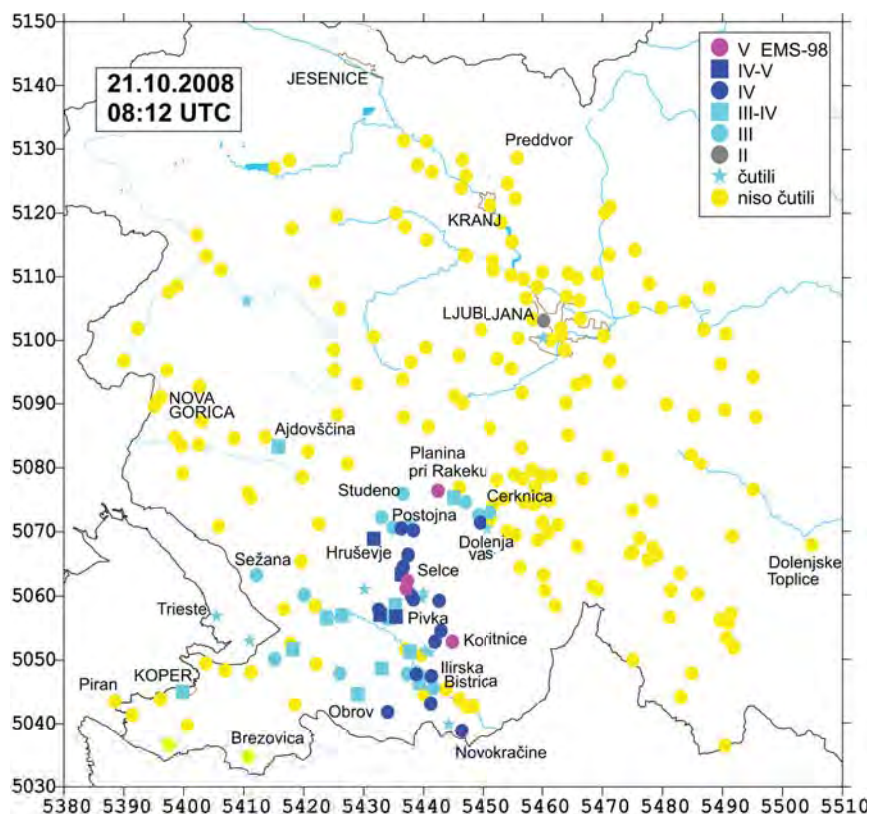 5150
5140
5130
5120
5110
5100
5090
5080
5070
5060
5050
5040
5030
21.10.2008
08:12 UTC
V EMS-98
IV-V
IV
III-IV
III
II
čutili
niso čutili
JESENICE
Preddvor
KRANJ
LJUBLJANA
NOVA
GORICA
Ajdovščina
Planina
pri Rakeku
Studeno
Cerknica
Postojna
Hruševje
Dolenja
vas
Dolenjske
Toplice
Sežana
Selce
Trieste
Pivka
Koritnice
KOPER
Piran
Ilirska
Bistrica
Obrov
Brezovica
Novokračine
5380 5390 5400 5410 5420 5430 5440 5450 5460 5470 5480 5490 5500 5510